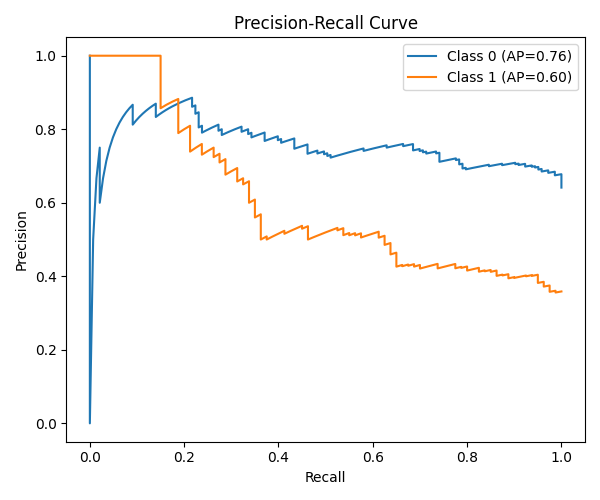 Precision-Recall Curve
Class 0 (AP=0.76)
Class 1 (AP=0.60)
Precision
1.0
0.8
0.6
0.4
0.2
0.0
0.0 0.2 0.4 0.6 0.8 1.0
Recall